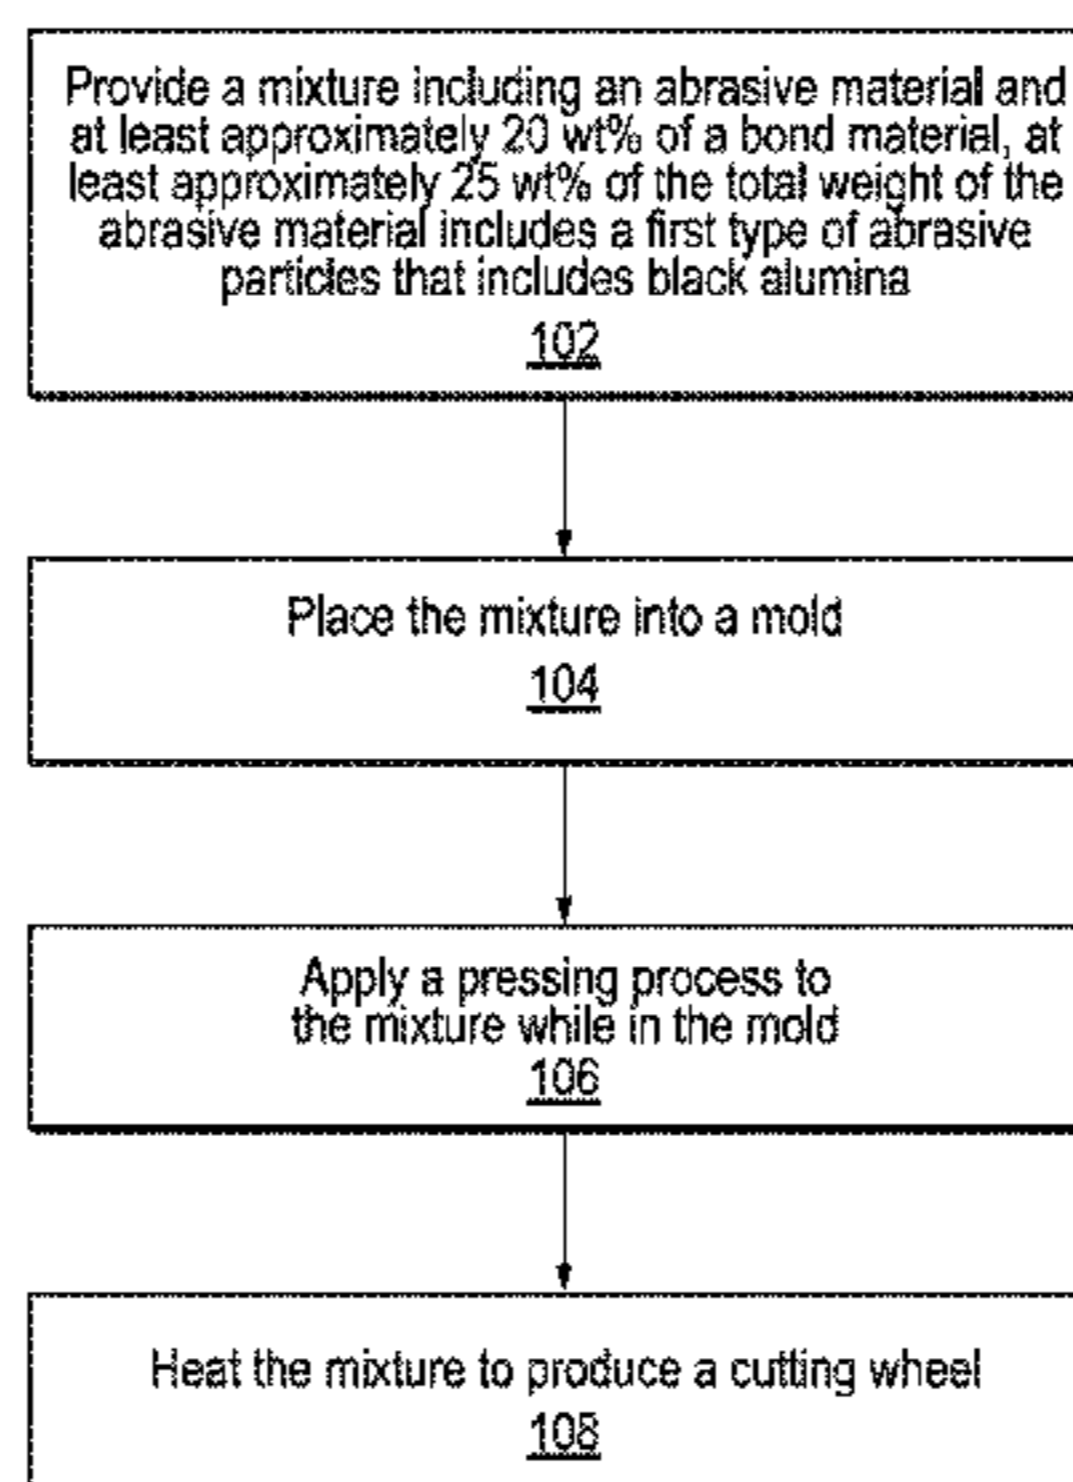 Provide a mixture including an abrasive material and
at least approximately 20 wt% of a bond material, at
least approximately 25 wt% of the total weight of the
abrasive material includes a first type of abrasive
particles that includes black alumina
102
Place the mixture into a mold
104
Apply a pressing process to
the mixture while in the mold
106
Heat the mixture to produce a cutting wheel
108